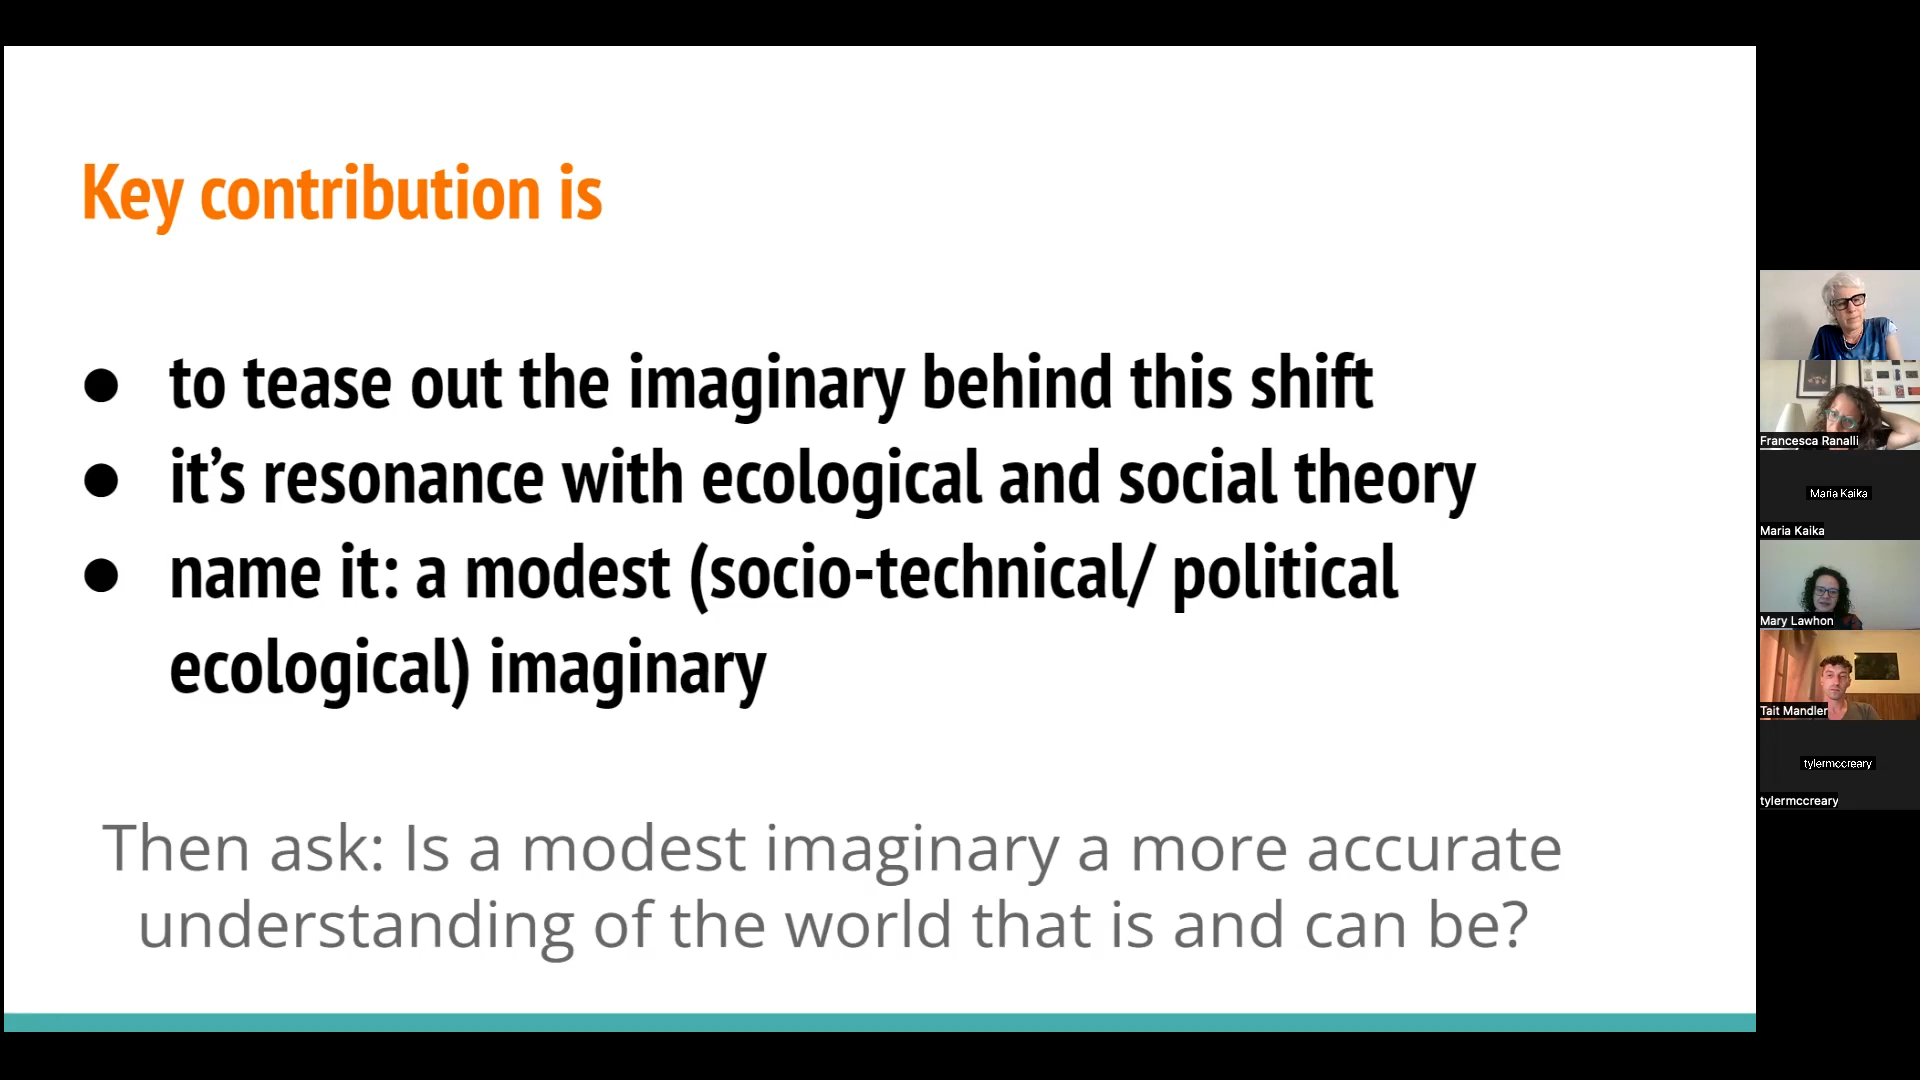 Key contribution is
● to tease out the imaginary behind this shift
● it's resonance with ecological and social theory
● name it: a modest (socio-technical/ political
ecological) imaginary
Then ask: Is a modest imaginary a more accurate
understanding of the world that is and can be?
Francesca Ranalli
Maria Kaika
Maria Kaika
Mary Lawhon
Tait Mandler
tylermccreary
tylermccreary